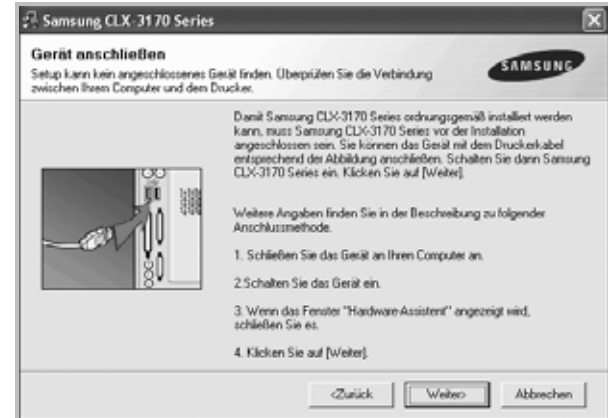 Samsung CLX-3170 Series
Gerät anschließen
Setup kann kein angeschlossenes Gerät finden. Überprüfen Sie die Verbindung
zwischen Ihrem Computer und dem Drucker.
SAMSUNG
Damit Samsung CLX-3170 Series ordnungsgemäß installiert werden
kann, muss Samsung CLX-3170 Series vor der Installation
angeschlossen sein. Sie können das Gerät mit dem Druckerkabel
entsprechend der Abbildung anschließen. Schalten Sie dann Samsung
CLX-3170 Series ein. Klicken Sie auf [Weiter].
Weitere Angaben finden Sie in der Beschreibung zu folgender
Anschlussmethode.
1. Schließen Sie das Gerät an Ihren Computer an.
2.Schalten Sie das Gerät ein.
3. Wenn das Fenster "Hardware-Assistent" angezeigt wird,
schließen Sie es.
4. Klicken Sie auf [Weiter].
<Zurück
Weiter>
Abbrechen